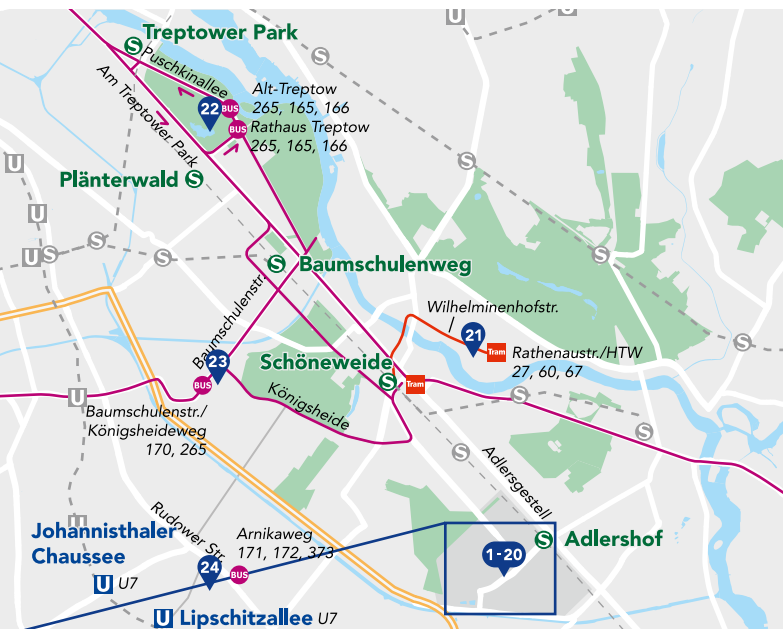 U
Treptower Park
S
Puschkinallee
S
Am Treptower Park
22
BUS
Alt-Treptow
265, 165, 166
BUS
Rathaus Treptow
265, 165, 166
U
S
Plänterwald S
U
S
U
S
S
S
S
S
Baumschulenweg
Baumschulenstr.
Wilhelminenhofstr.
21
Tram
Rathenaustr./HTW
27, 60, 67
S
23
BUS
Schöneweide
S
Tram
S
U
Baumschulenstr./
Königsheideweg
170, 265
Königsheide
S
S
Adlersgestell
Rudower Str.
Johannisthaler
Chaussee
U U7
Arnikaweg
171, 172, 373
24
BUS
S Adlershof
1-20
U Lipschitzallee U7